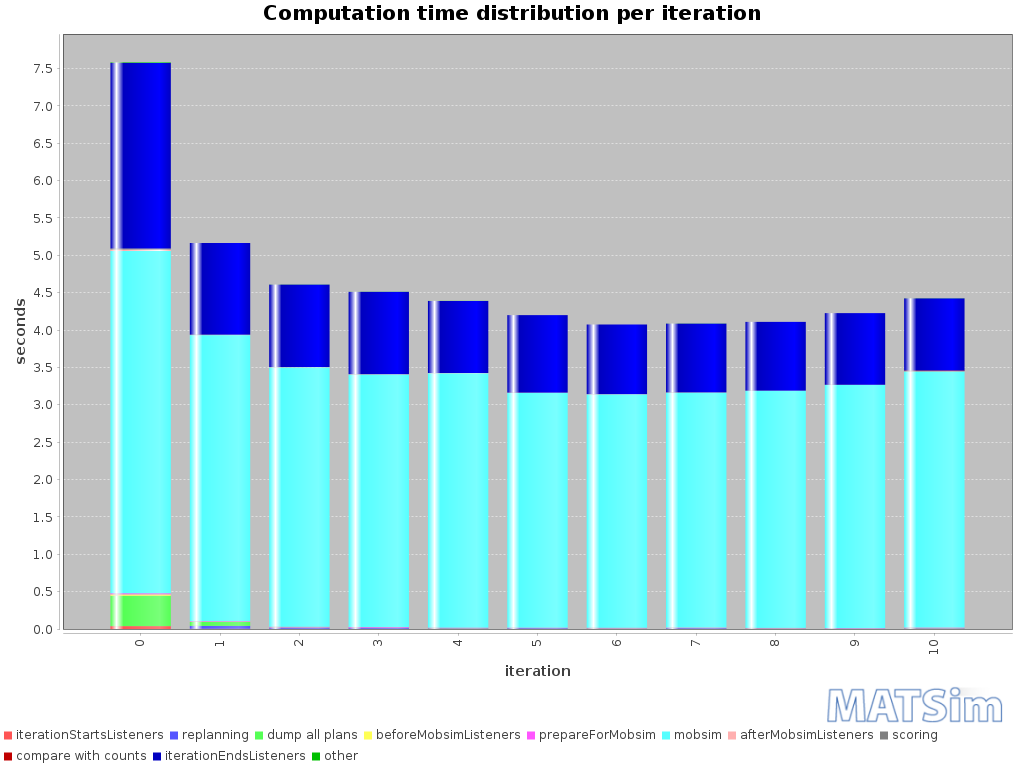 Computation time distribution per iteration
7.5
7.0
6.5
6.0
5.5
5.0
4.5
4.0
3.5
3.0
2.5
2.0
1.5
1.0
0.5
0.0
seconds
0 1 2 3 4 5 6 7 8 9 10
iteration
MATSim
iterationStartsListeners replanning dump all plans beforeMobsimListeners prepareForMobsim mobsim afterMobsimListeners scoring
compare with counts iterationEndsListeners other